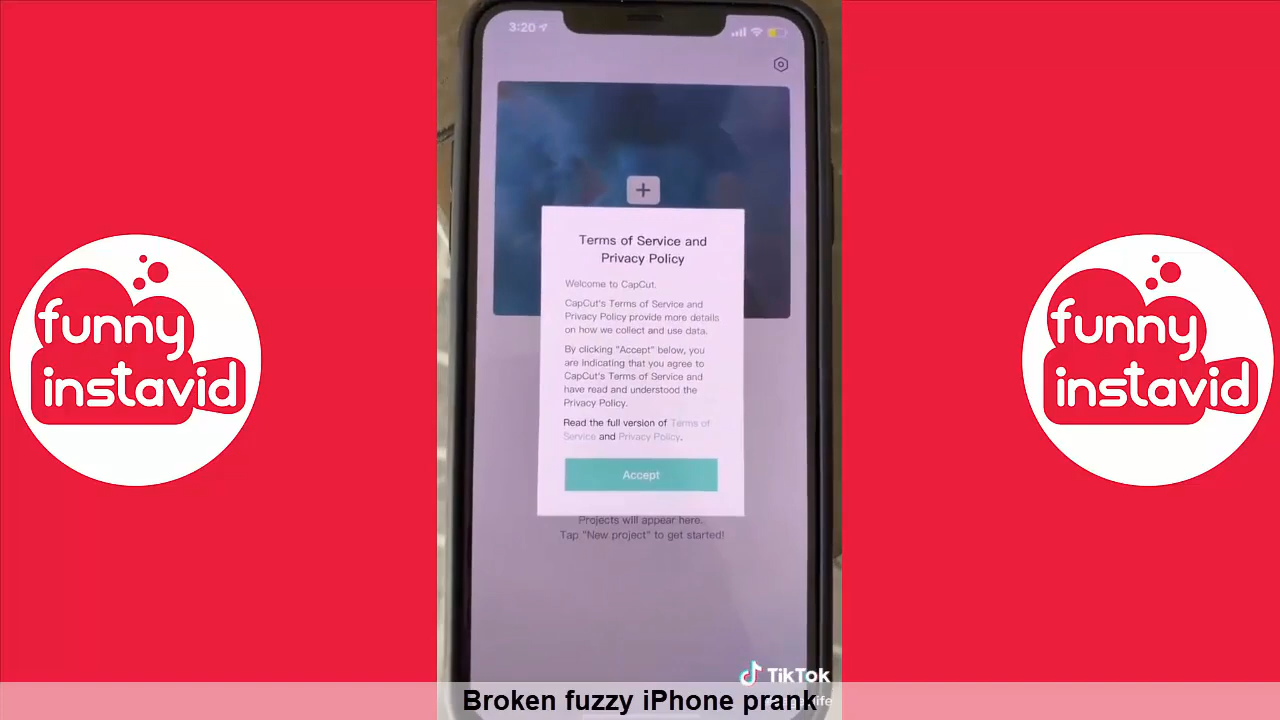 3:20
Terms of Service and
Privacy Policy
Welcome to CapCut.
CapCut's Terms of Service and
Privacy Policy provide more details
on how we collect and use data.
By clicking "Accept" below, you
are indicating that you agree to
CapCut's Terms of Service and
have read and understood the
Privacy Policy.
Read the full version of Terms of
Service and Privacy Policy.
Accept
Projects will appear here.
Tap "New project" to get started!
funny
instavid
funny
instavid
TikTok
Broken fuzzy iPhone prank